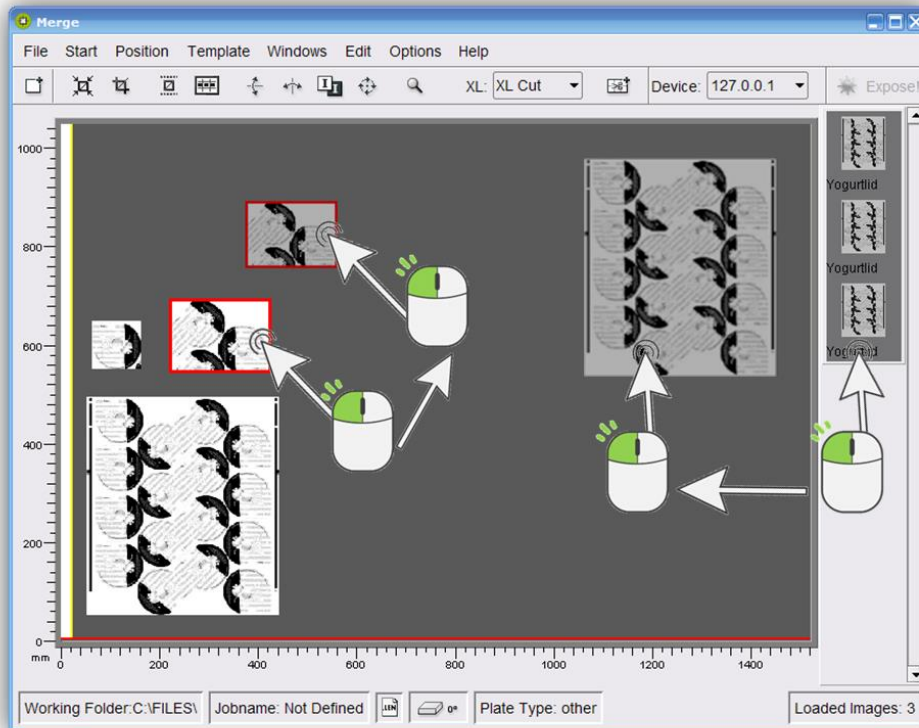 Merge
File Start Position Template Windows Edit Options Help
XL: XL Cut Device: 127.0.0.1 Expose!
Yogurtlid
Yogurtlid
Yogurtlid
1000
800
600
400
200
0
mm
0 200 400 600 800 1000 1200 1400
Working Folder:C:\FILES\ Jobname: Not Defined .LEN 0° Plate Type: other Loaded Images: 3